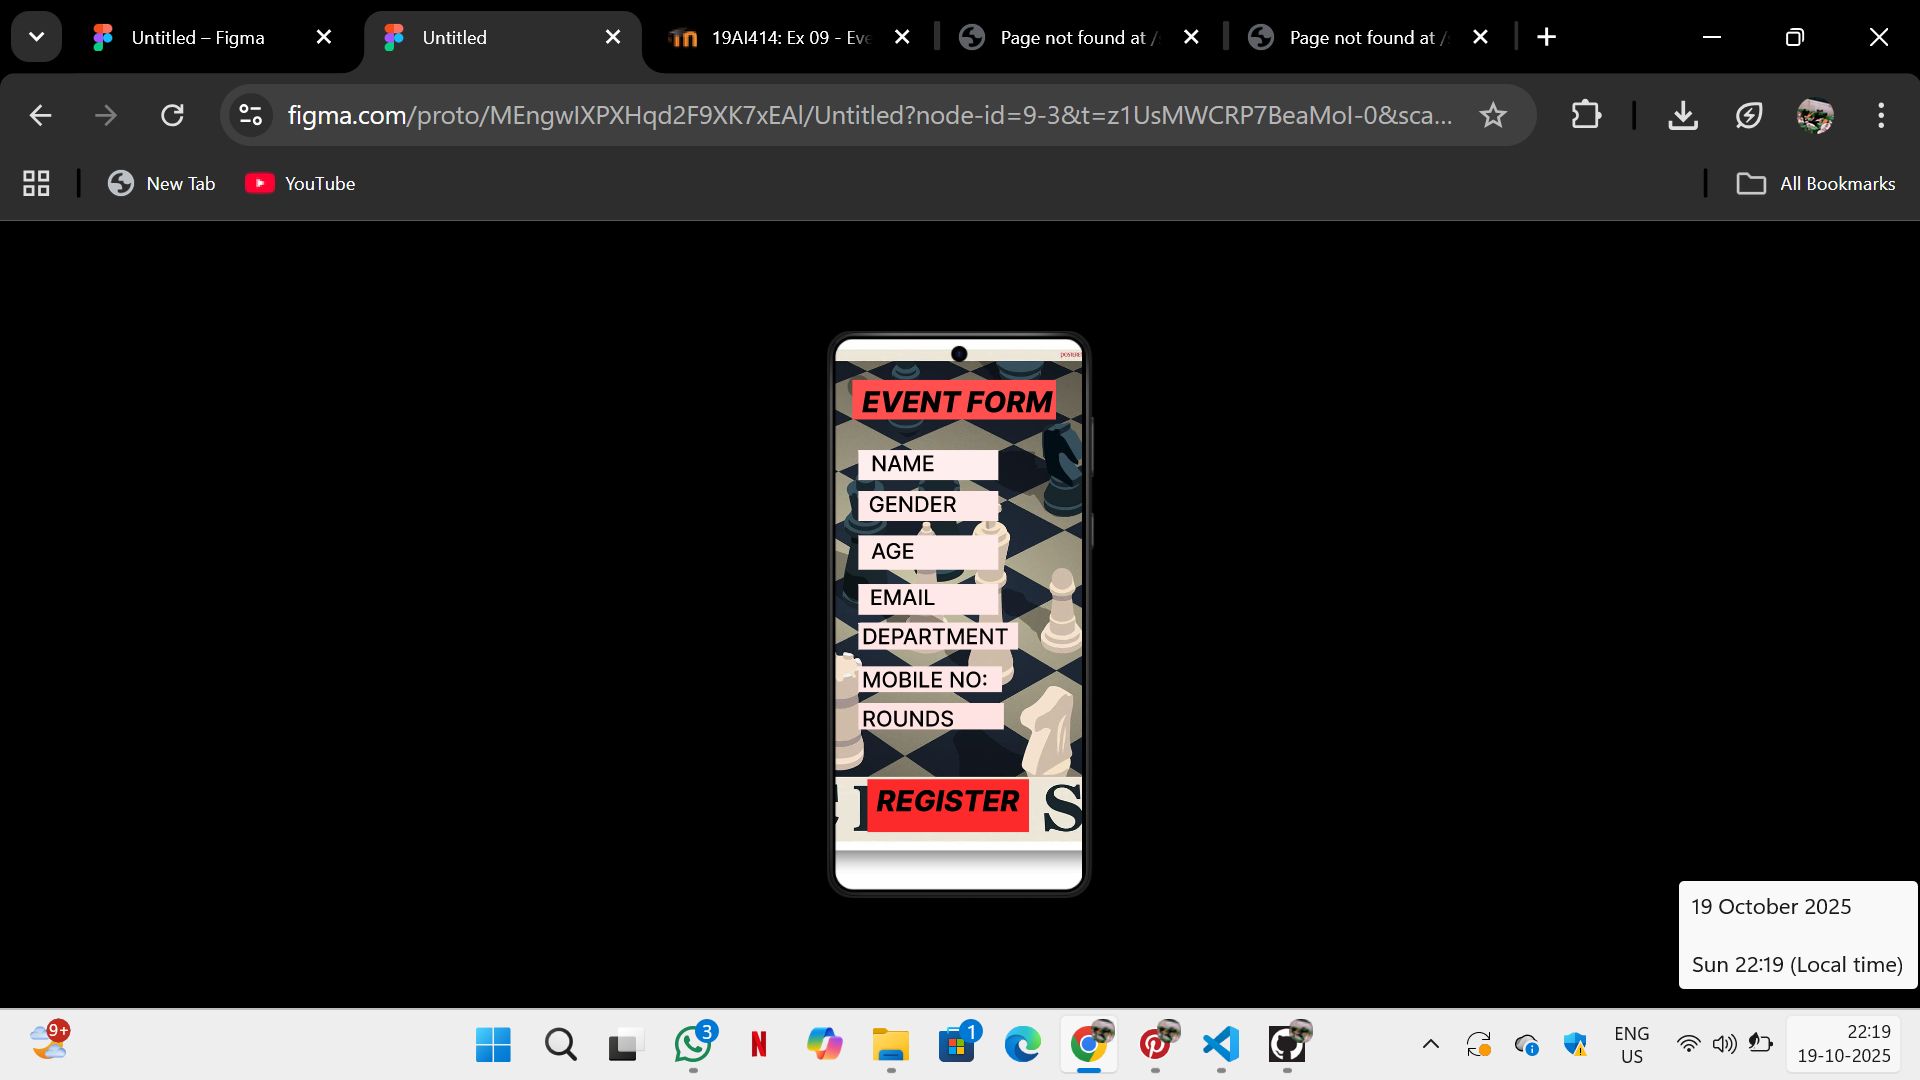 Untitled – Figma
Untitled
19AI414: Ex 09 - Eve
Page not found at /
Page not found at /
figma.com/proto/MEngwIXPXHqd2F9XK7xEAl/Untitled?node-id=9-3&t=z1UsMWCRP7BeaMoI-0&sca...
New Tab
YouTube
All Bookmarks
EVENT FORM
NAME
GENDER
AGE
EMAIL
DEPARTMENT
MOBILE NO:
ROUNDS
REGISTER
S
19 October 2025
Sun 22:19 (Local time)
9+
3
1
ENG
US
22:19
19-10-2025